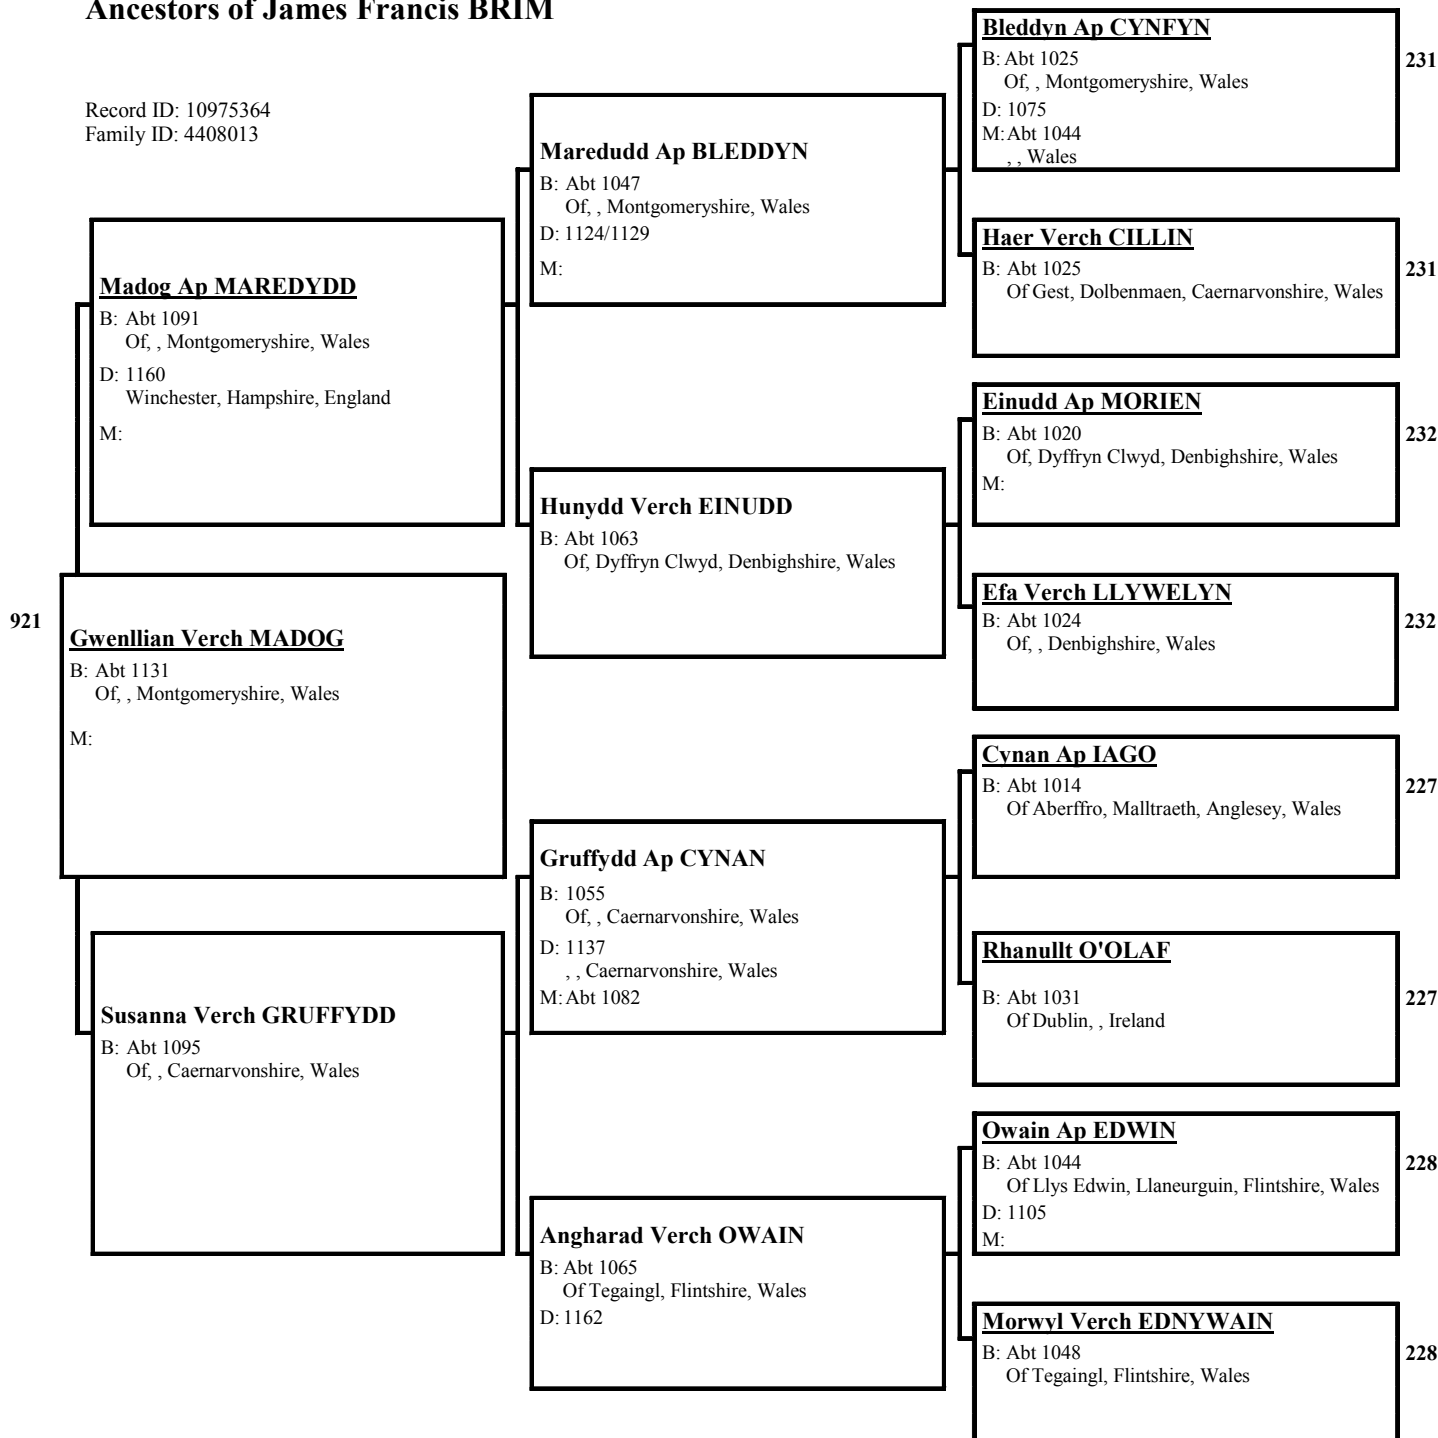 Ancestors of James Francis BRIM
Record ID: 10975364
Family ID: 4408013
921
Gwenllian Verch MADOG
B: Abt 1131
Of, , Montgomeryshire, Wales
M:
Madog Ap MAREDYDD
B: Abt 1091
Of, , Montgomeryshire, Wales
D: 1160
Winchester, Hampshire, England
M:
Susanna Verch GRUFFYDD
B: Abt 1095
Of, , Caernarvonshire, Wales
Maredudd Ap BLEDDYN
B: Abt 1047
Of, , Montgomeryshire, Wales
D: 1124/1129
M:
Hunydd Verch EINUDD
B: Abt 1063
Of, Dyffryn Clwyd, Denbighshire, Wales
Gruffydd Ap CYNAN
B: 1055
Of, , Caernarvonshire, Wales
D: 1137
, , Caernarvonshire, Wales
M: Abt 1082
Angharad Verch OWAIN
B: Abt 1065
Of Tegaingl, Flintshire, Wales
D: 1162
Bleddyn Ap CYNFYN
B: Abt 1025
Of, , Montgomeryshire, Wales
D: 1075
M: Abt 1044
, , Wales
231
Haer Verch CILLIN
B: Abt 1025
Of Gest, Dolbenmaen, Caernarvonshire, Wales
231
Einudd Ap MORIEN
B: Abt 1020
Of, Dyffryn Clwyd, Denbighshire, Wales
M:
232
Efa Verch LLYWELYN
B: Abt 1024
Of, , Denbighshire, Wales
232
Cynan Ap IAGO
B: Abt 1014
Of Aberffro, Malltraeth, Anglesey, Wales
227
Rhanullt O'OLAF
B: Abt 1031
Of Dublin, , Ireland
227
Owain Ap EDWIN
B: Abt 1044
Of Llys Edwin, Llaneurguin, Flintshire, Wales
D: 1105
M:
228
Morwyl Verch EDNYWAIN
B: Abt 1048
Of Tegaingl, Flintshire, Wales
228